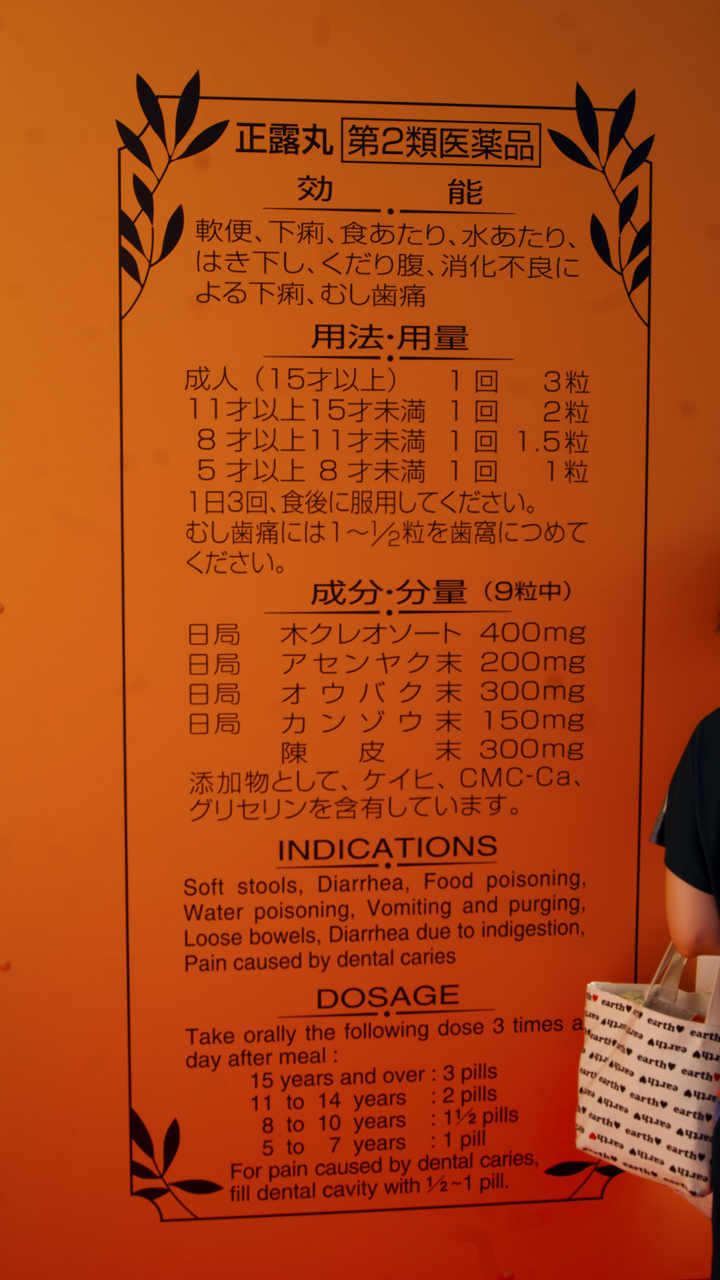 正露丸 第2類医薬品
効能
軟便、下痢、食あたり、水あたり、
はき下し、くだり腹、消化不良に
よる下痢、むし歯痛
用法・用量
成人（15才以上） 1回 3粒
11才以上15才未満 1回 2粒
8才以上11才未満 1回 1.5粒
5才以上8才未満 1回 1粒
1日3回、食後に服用してください。
むし歯痛には1〜½粒を歯窩につめて
ください。
成分・分量（9粒中）
日局 木クレオソート 400mg
日局 アセンヤク末 200mg
日局 オウバク末 300mg
日局 カンゾウ末 150mg
陳皮末 300mg
添加物として、ケイヒ、CMC-Ca、
グリセリンを含有しています。
INDICATIONS
Soft stools, Diarrhea, Food poisoning,
Water poisoning, Vomiting and purging,
Loose bowels, Diarrhea due to indigestion,
Pain caused by dental caries
DOSAGE
Take orally the following dose 3 times a
day after meal :
15 years and over : 3 pills
11 to 14 years : 2 pills
8 to 10 years : 1½ pills
5 to 7 years : 1 pill
For pain caused by dental caries,
fill dental cavity with ½~1 pill.
earth♥ earth♥
earth♥ earth♥
earth♥ earth♥
earth♥ earth♥